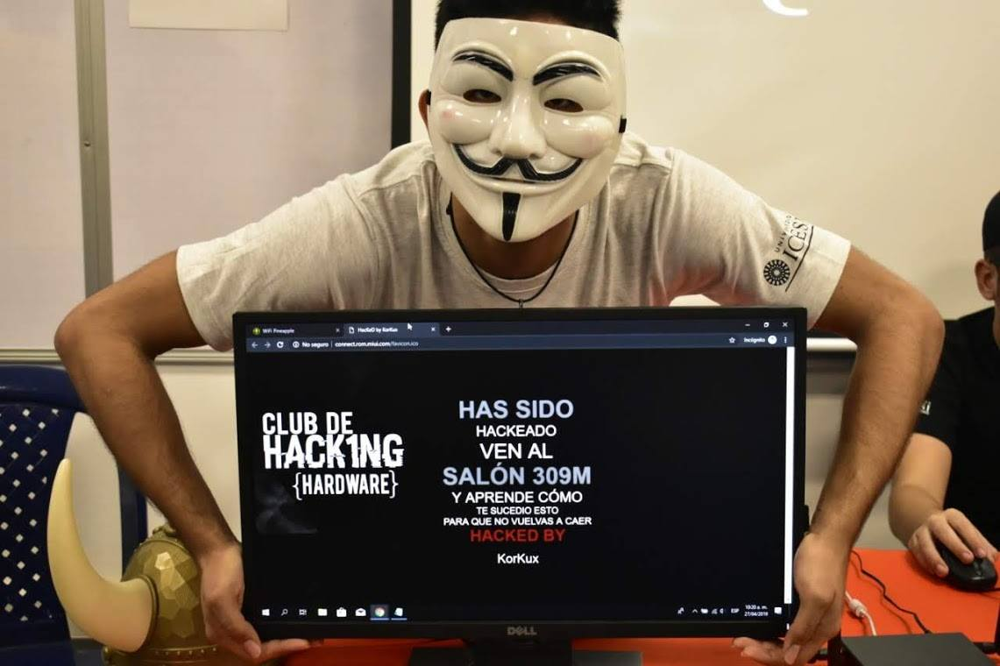 UNIVERSIDAD
ICESI
WiFi Pineapple
HacKeD by KorKux
No seguro
connect.rom.miui.com/favicon.ico
Incógnito
CLUB DE
HACK1NG
{HARDWARE}
HAS SIDO
HACKEADO
VEN AL
SALÓN 309M
Y APRENDE CÓMO
TE SUCEDIO ESTO
PARA QUE NO VUELVAS A CAER
HACKED BY
KorKux
ESP
10:20 a. m.
27/04/2019
DELL